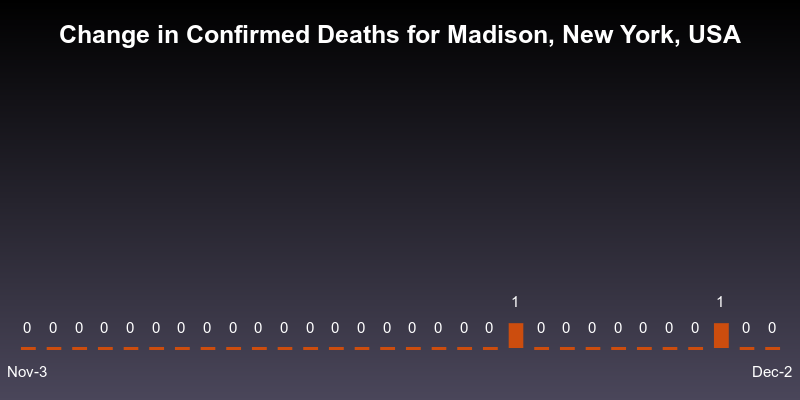 Change in Confirmed Deaths for Madison, New York, USA
1 1
0 0 0 0 0 0 0 0 0 0 0 0 0 0 0 0 0 0 0 0 0 0 0 0 0 0 0 0
Nov-3 Dec-2